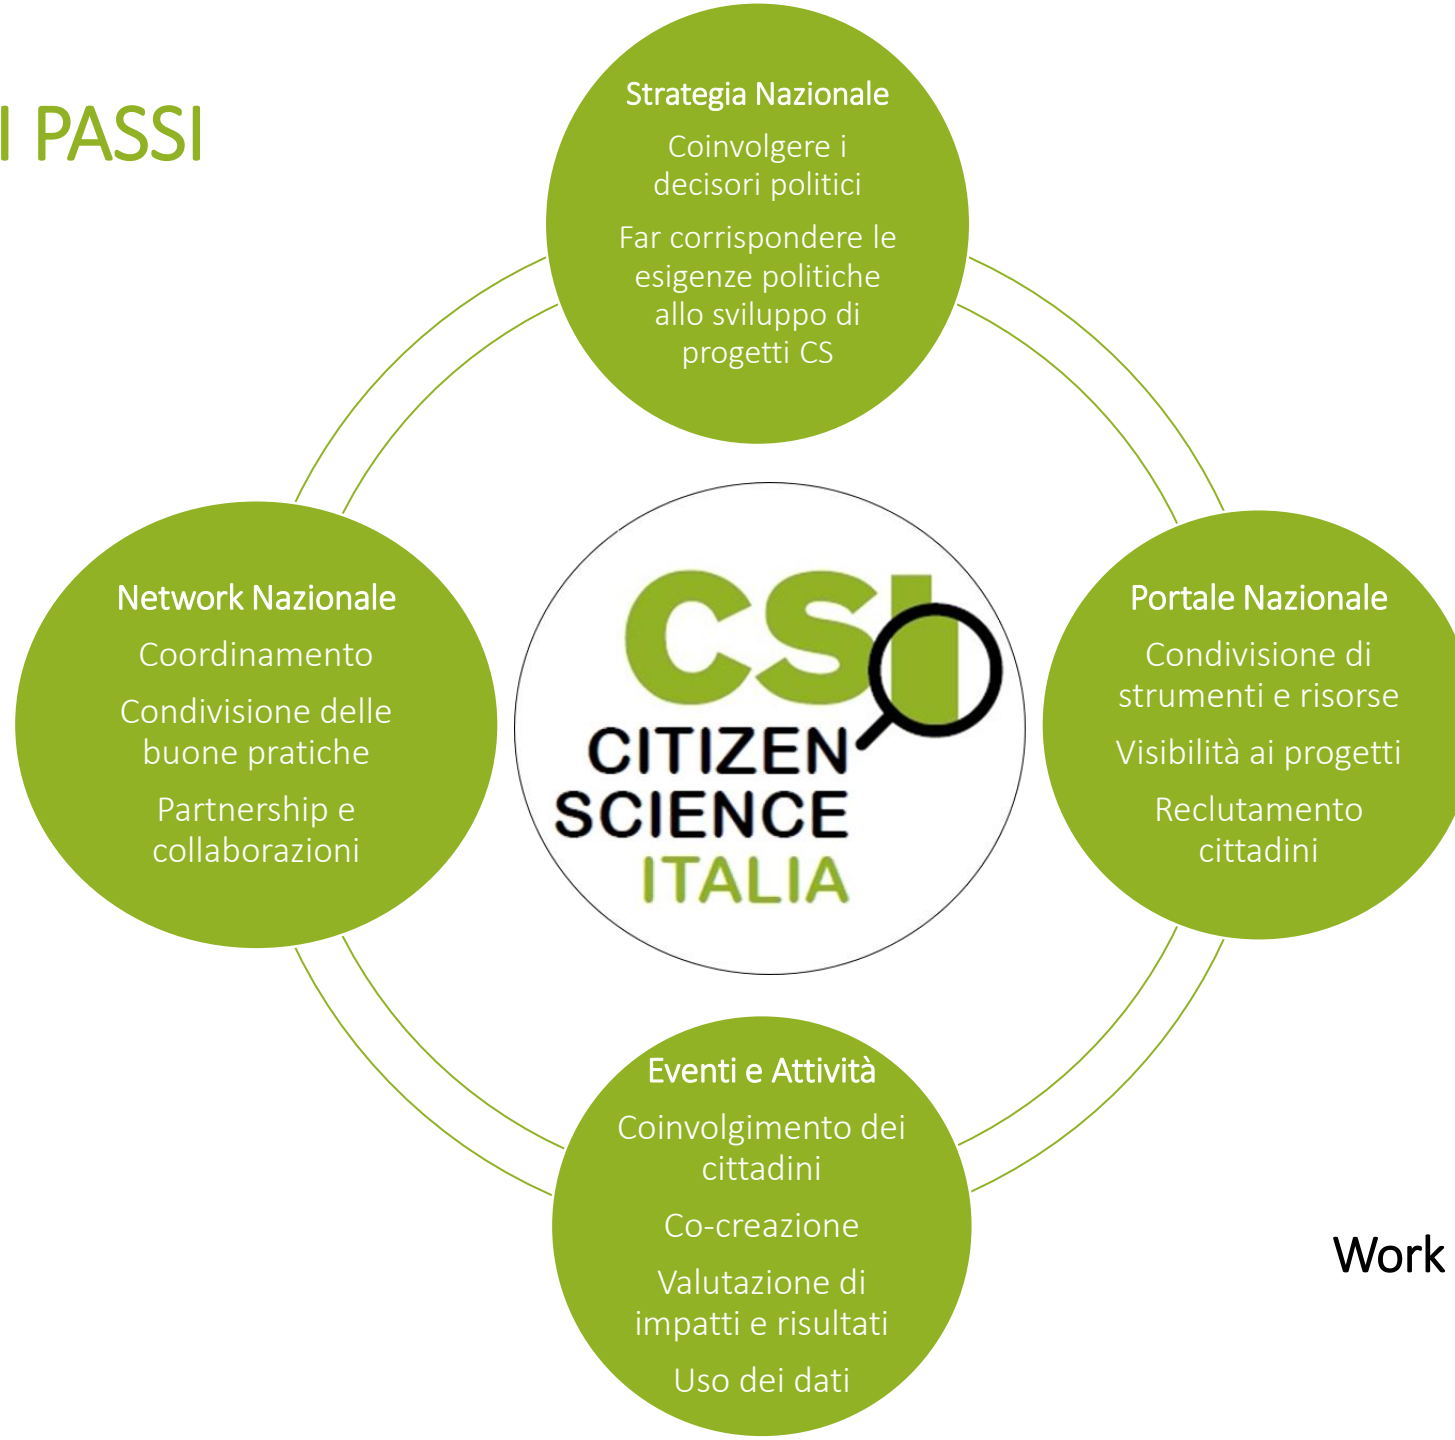 I PASSI
Strategia Nazionale
Coinvolgere i
decisori politici
Far corrispondere le
esigenze politiche
allo sviluppo di
progetti CS
Network Nazionale
Coordinamento
Condivisione delle
buone pratiche
Partnership e
collaborazioni
CSI
CITIZEN
SCIENCE
ITALIA
Portale Nazionale
Condivisione di
strumenti e risorse
Visibilità ai progetti
Reclutamento
cittadini
Eventi e Attività
Coinvolgimento dei
cittadini
Co-creazione
Valutazione di
impatti e risultati
Uso dei dati
Work